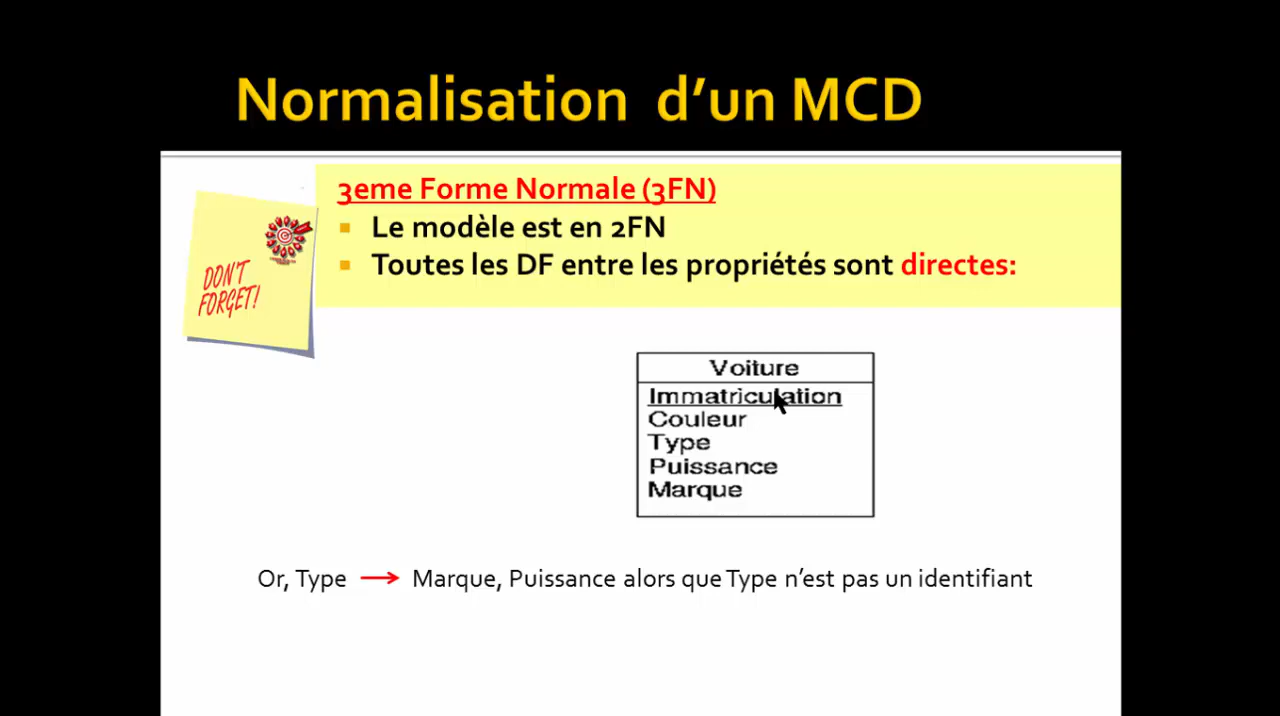 Normalisation d'un MCD
3eme Forme Normale (3FN)
Le modèle est en 2FN
Toutes les DF entre les propriétés sont directes:
DON'T
FORGET!
Voiture
Immatriculation
Couleur
Type
Puissance
Marque
Or, Type → Marque, Puissance alors que Type n'est pas un identifiant